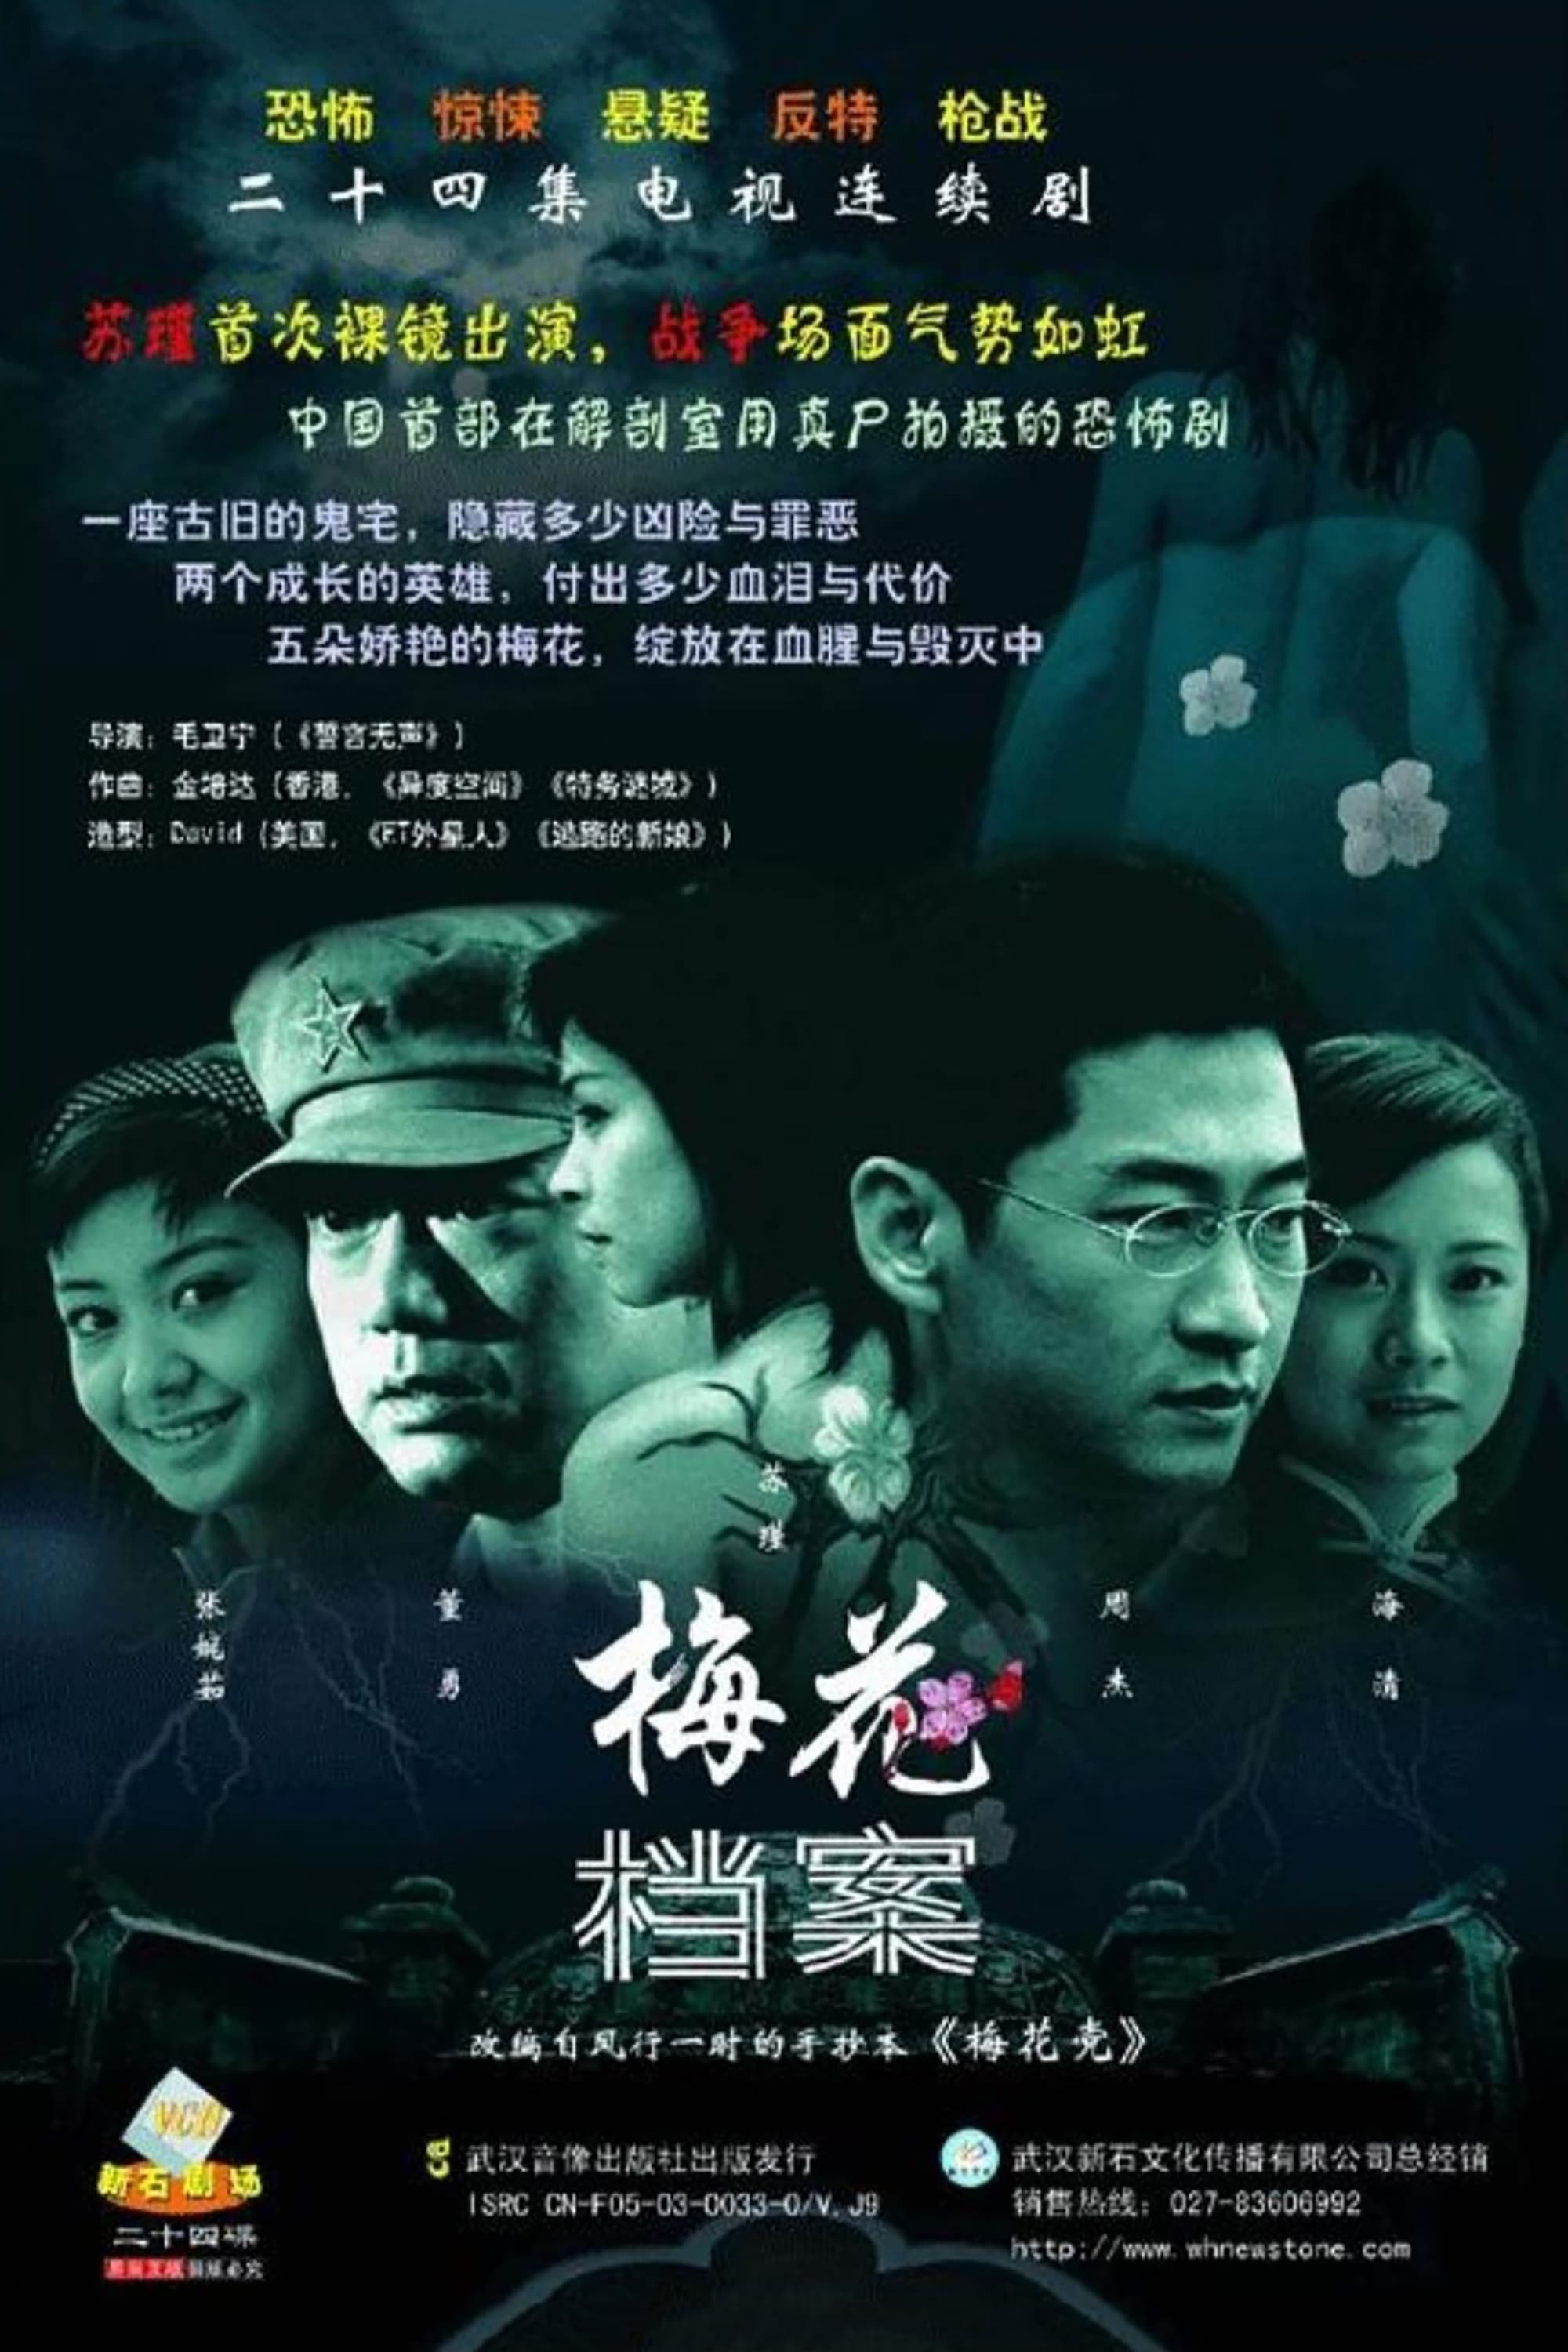 恐怖 惊悚 悬疑 反特 枪战
二十四集电视连续剧
苏瑾首次裸镜出演，战争场面气势如虹
中国首部在解剖室用真尸拍摄的恐怖剧
一座古旧的鬼宅，隐藏多少凶险与罪恶
两个成长的英雄，付出多少血泪与代价
五朵娇艳的梅花，绽放在血腥与毁灭中
导演：毛卫宁（《誓言无声》）
作曲：金培达（香港，《异度空间》《特务谜城》）
造型：David（美国，《ET外星人》《逃跑的新娘》）
苏瑾
张婉茹
董勇
周杰
海清
梅花
档案
改编自风行一时的手抄本《梅花党》
VCD
新石剧场
二十四碟
翻版必究
武汉音像出版社出版发行
ISRC CN-F05-03-0033-0/V.J9
武汉新石文化传播有限公司总经销
销售热线：027-83606992
http://www.whnewstone.com